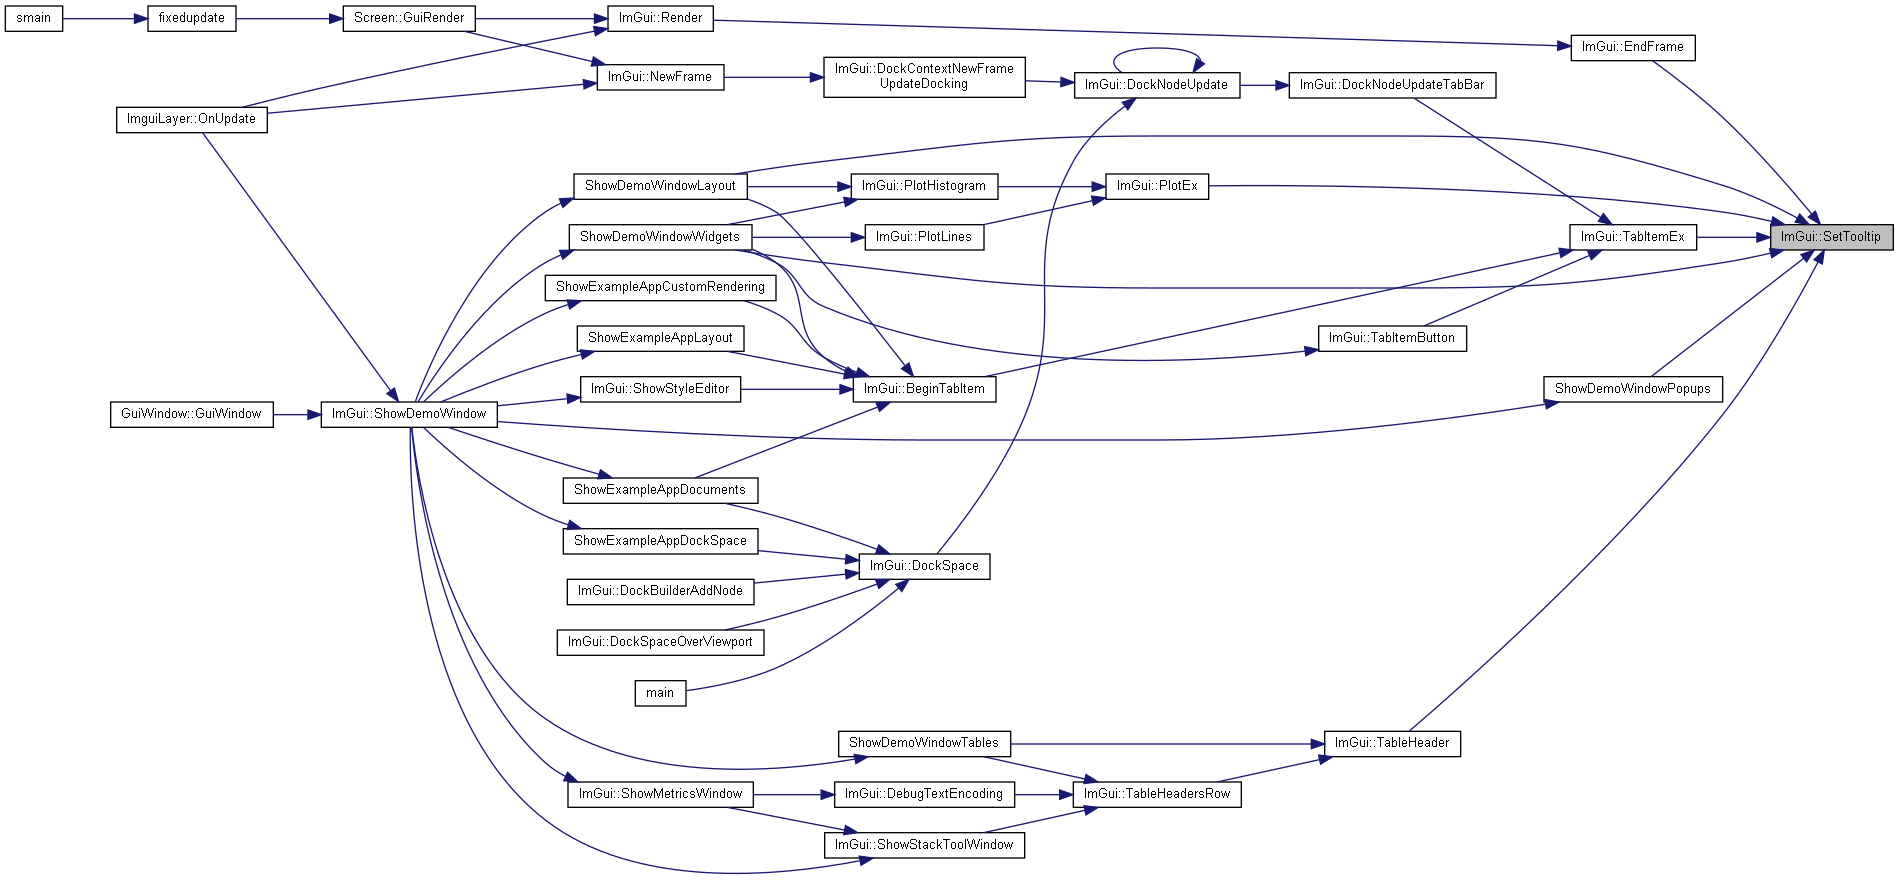 smain
fixedupdate
Screen::GuiRender
ImGui::Render
ImGui::EndFrame
ImGui::NewFrame
ImGui::DockContextNewFrame
UpdateDocking
ImGui::DockNodeUpdate
ImGui::DockNodeUpdateTabBar
ImguiLayer::OnUpdate
ShowDemoWindowLayout
ImGui::PlotHistogram
ImGui::PlotEx
ShowDemoWindowWidgets
ImGui::PlotLines
ImGui::TabItemEx
ImGui::SetTooltip
ShowExampleAppCustomRendering
ShowExampleAppLayout
ImGui::TabItemButton
ImGui::ShowStyleEditor
ImGui::BeginTabItem
ShowDemoWindowPopups
GuiWindow::GuiWindow
ImGui::ShowDemoWindow
ShowExampleAppDocuments
ShowExampleAppDockSpace
ImGui::DockSpace
ImGui::DockBuilderAddNode
ImGui::DockSpaceOverViewport
main
ShowDemoWindowTables
ImGui::TableHeader
ImGui::ShowMetricsWindow
ImGui::DebugTextEncoding
ImGui::TableHeadersRow
ImGui::ShowStackToolWindow